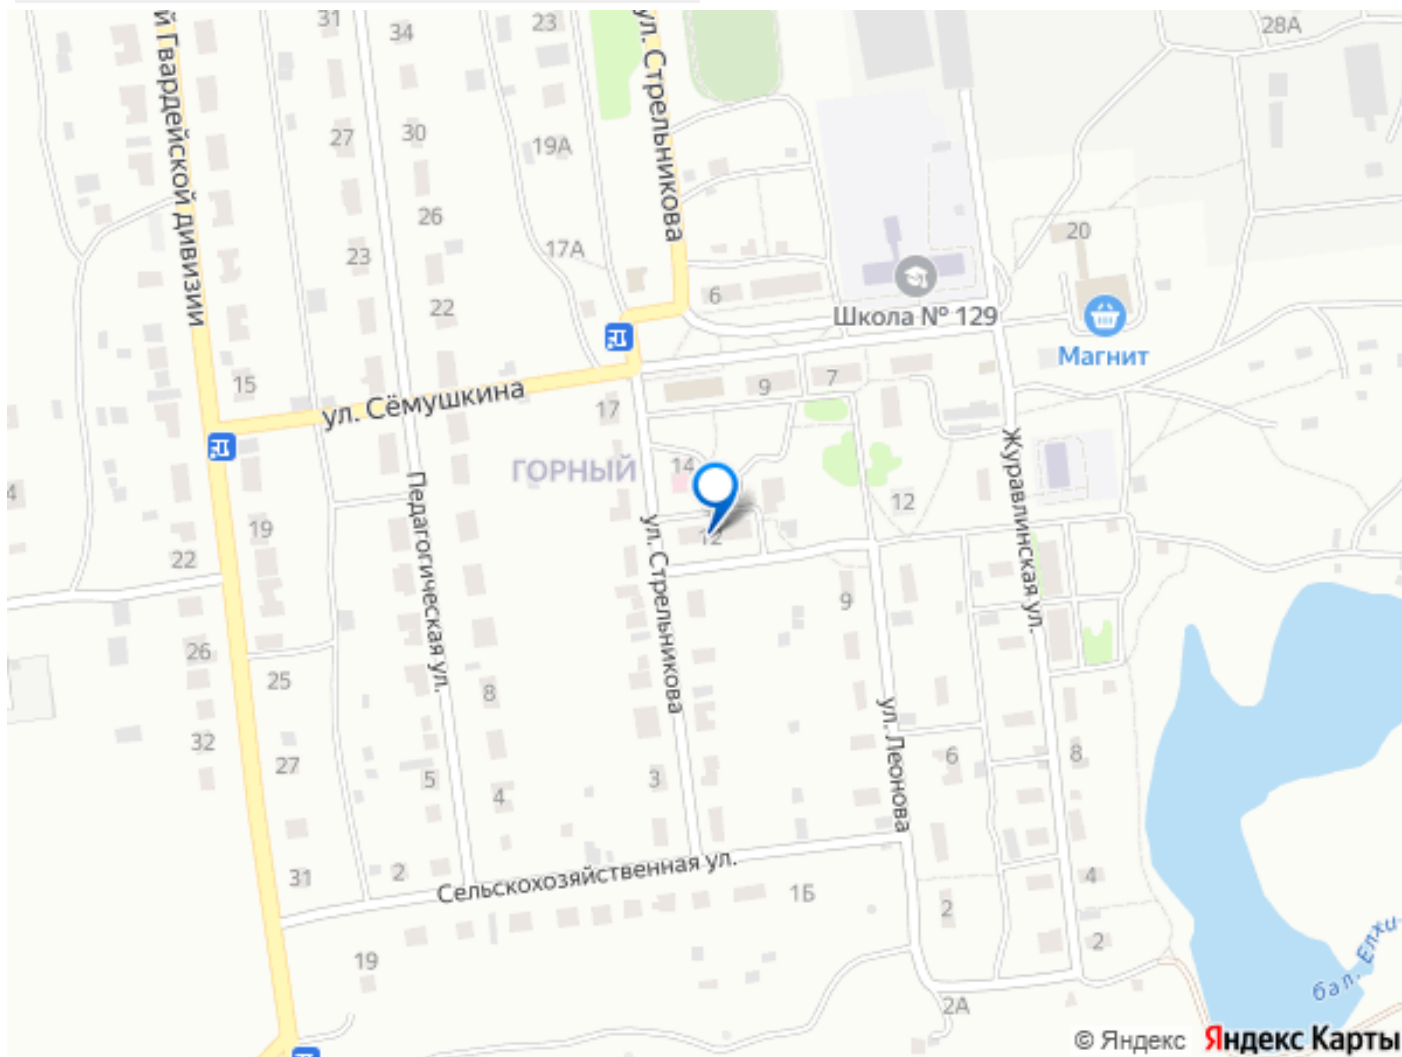 31
34
23
28А
й Гвардейской дивизии
ул. Стрельникова
27
30
19А
26
23
17А
20
6
22
Школа № 129
Магнит
15
ул. Сёмушкина
9
7
17
ГОРНЫЙ
14
Педагогическая ул.
Журавлинская ул.
4
19
12
ул. Стрельникова
12
22
9
26
25
8
ул. Леонова
32
27
5
4
3
6
8
31
2
Сельскохозяйственная ул.
1Б
4
2
2
19
2А
бал. Елхи
© Яндекс Яндекс Карты